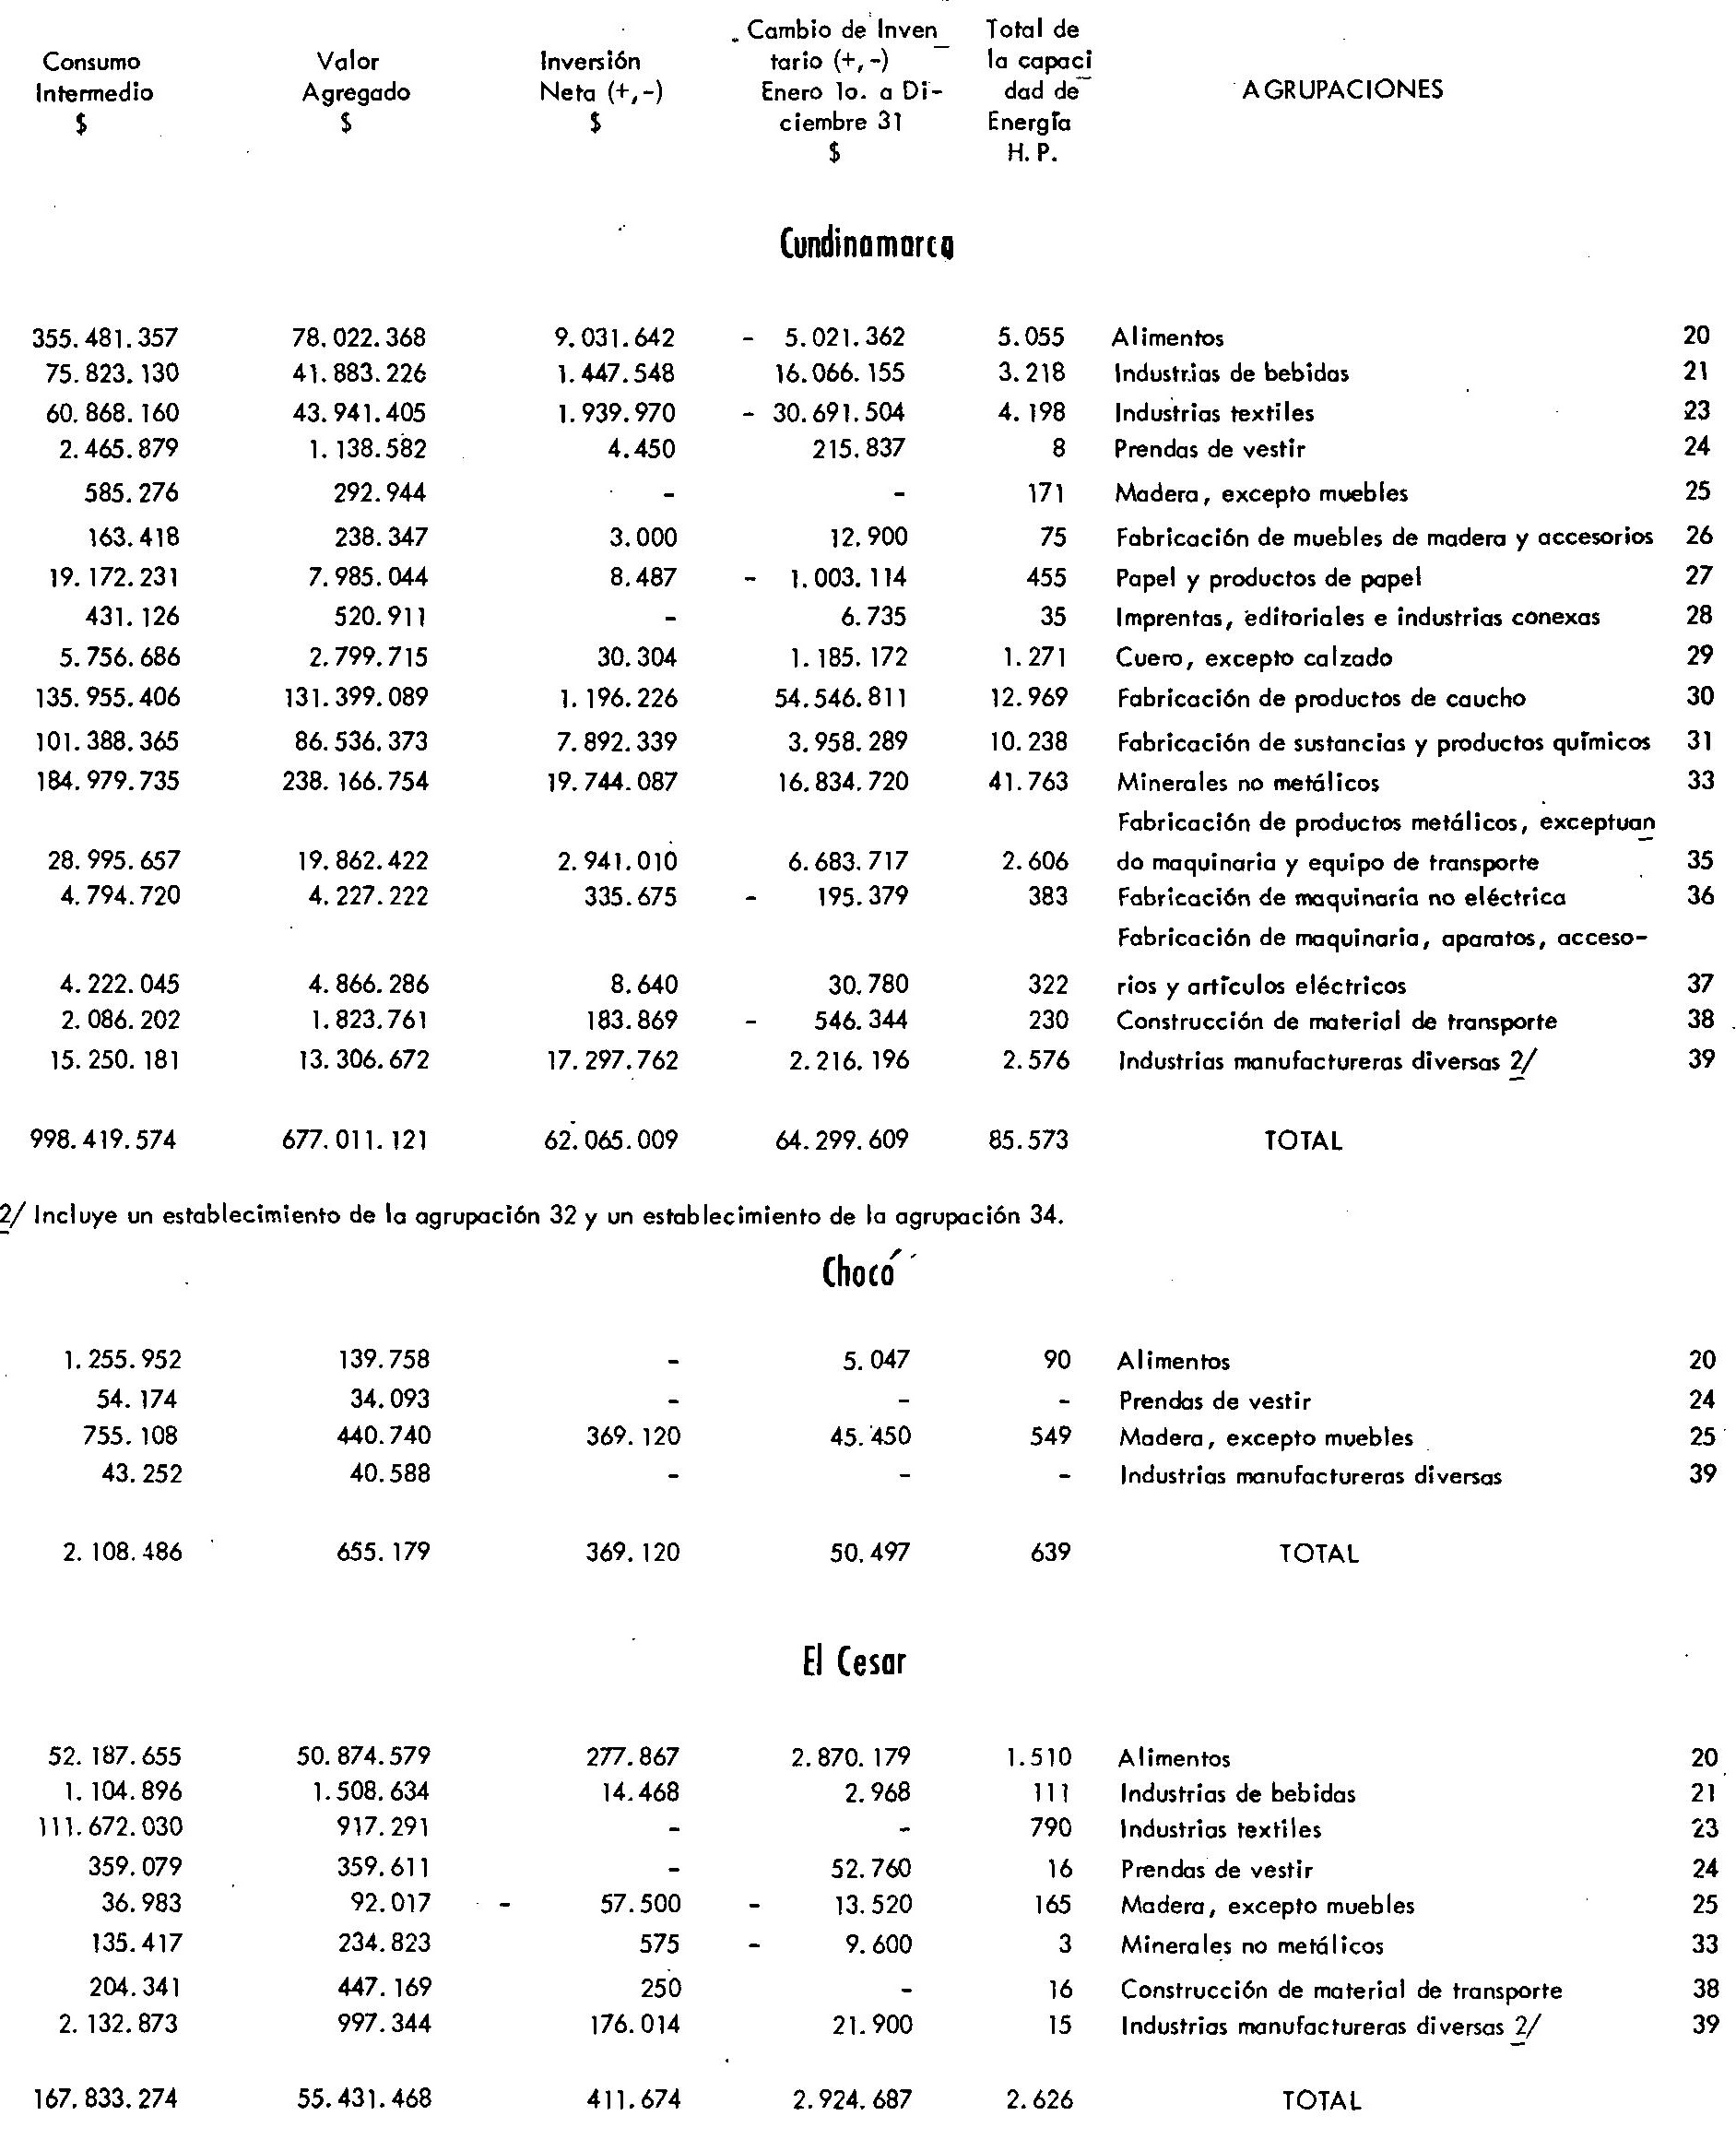 Consumo Intermedio $ Valor Agregado $ Inversión Neta (+,-) $ Cambio de Inven tario (+,-) Enero 1o. a Di- ciembre 31 $ Total de la capaci dad de Energía H. P. AGRUPACIONES
Cundinamarca
355.481.357 78.022.368 9.031.642 - 5.021.362 5.055 Alimentos 20
75.823.130 41.883.226 1.447.548 16.066.155 3.218 Industrias de bebidas 21
60.868.160 43.941.405 1.939.970 - 30.691.504 4.198 Industrias textiles 23
2.465.879 1.138.582 4.450 215.837 8 Prendas de vestir 24
585.276 292.944 - - 171 Madera, excepto muebles 25
163.418 238.347 3.000 12.900 75 Fabricación de muebles de madera y accesorios 26
19.172.231 7.985.044 8.487 - 1.003.114 455 Papel y productos de papel 27
431.126 520.911 - 6.735 35 Imprentas, editoriales e industrias conexas 28
5.756.686 2.799.715 30.304 1.185.172 1.271 Cuero, excepto calzado 29
135.955.406 131.399.089 1.196.226 54.546.811 12.969 Fabricación de productos de caucho 30
101.388.365 86.536.373 7.892.339 3.958.289 10.238 Fabricación de sustancias y productos químicos 31
184.979.735 238.166.754 19.744.087 16.834.720 41.763 Minerales no metálicos 33
Fabricación de productos metálicos, exceptuan
28.995.657 19.862.422 2.941.010 6.683.717 2.606 do maquinaria y equipo de transporte 35
4.794.720 4.227.222 335.675 - 195.379 383 Fabricación de maquinaria no eléctrica 36
Fabricación de maquinaria, aparatos, acceso-
4.222.045 4.866.286 8.640 30.780 322 rios y artículos eléctricos 37
2.086.202 1.823.761 183.869 - 546.344 230 Construcción de material de transporte 38
15.250.181 13.306.672 17.297.762 2.216.196 2.576 Industrias manufactureras diversas 2/ 39
998.419.574 677.011.121 62.065.009 64.299.609 85.573 TOTAL
2/ Incluye un establecimiento de la agrupación 32 y un establecimiento de la agrupación 34.
Chocó
1.255.952 139.758 - 5.047 90 Alimentos 20
54.174 34.093 - - - Prendas de vestir 24
755.108 440.740 369.120 45.450 549 Madera, excepto muebles 25
43.252 40.588 - - - Industrias manufactureras diversas 39
2.108.486 655.179 369.120 50.497 639 TOTAL
El Cesar
52.187.655 50.874.579 277.867 2.870.179 1.510 Alimentos 20
1.104.896 1.508.634 14.468 2.968 111 Industrias de bebidas 21
111.672.030 917.291 - - 790 Industrias textiles 23
359.079 359.611 - 52.760 16 Prendas de vestir 24
36.983 92.017 - 57.500 - 13.520 165 Madera, excepto muebles 25
135.417 234.823 575 - 9.600 3 Minerales no metálicos 33
204.341 447.169 250 - 16 Construcción de material de transporte 38
2.132.873 997.344 176.014 21.900 15 Industrias manufactureras diversas 2/ 39
167.833.274 55.431.468 411.674 2.924.687 2.626 TOTAL